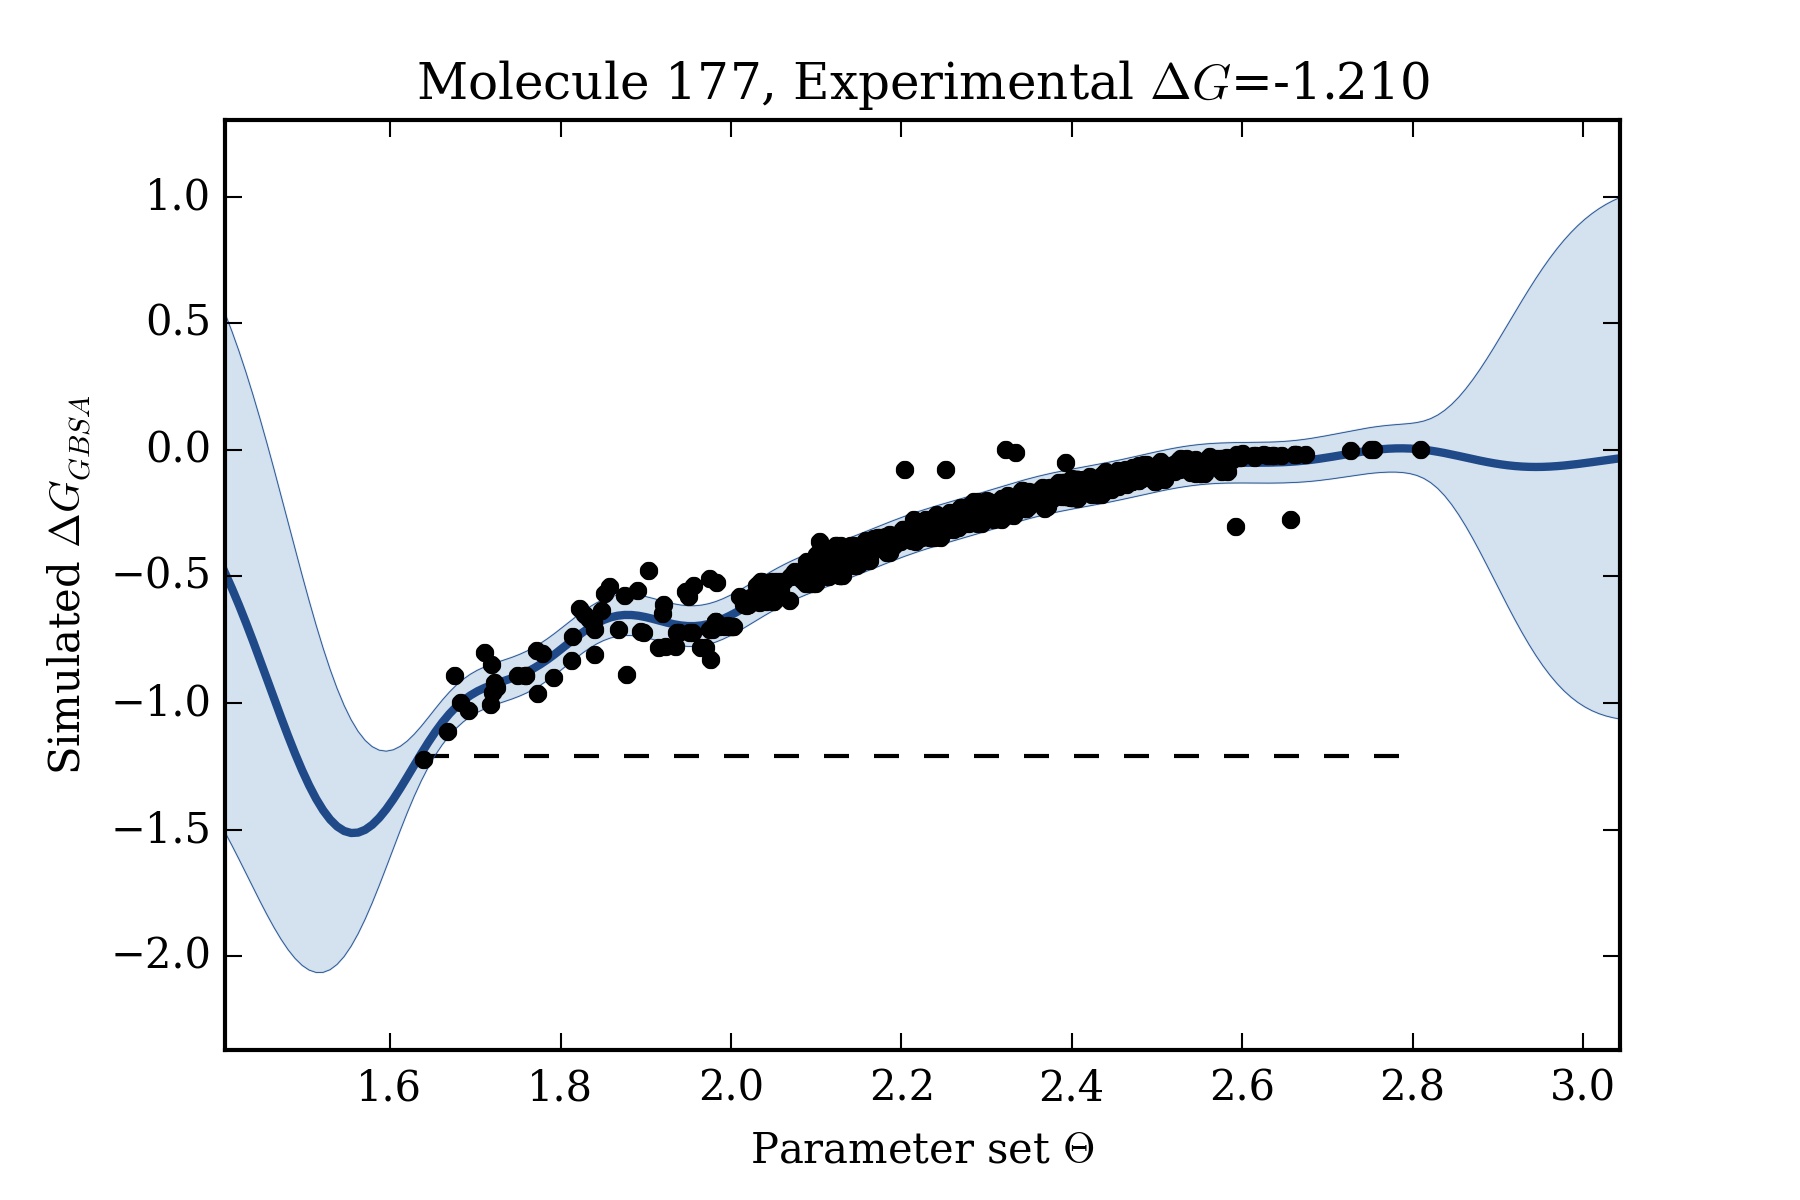 Molecule 177, Experimental ΔG=-1.210
Simulated ΔG_GBSA
1.0
0.5
0.0
−0.5
−1.0
−1.5
−2.0
1.6 1.8 2.0 2.2 2.4 2.6 2.8 3.0
Parameter set Θ